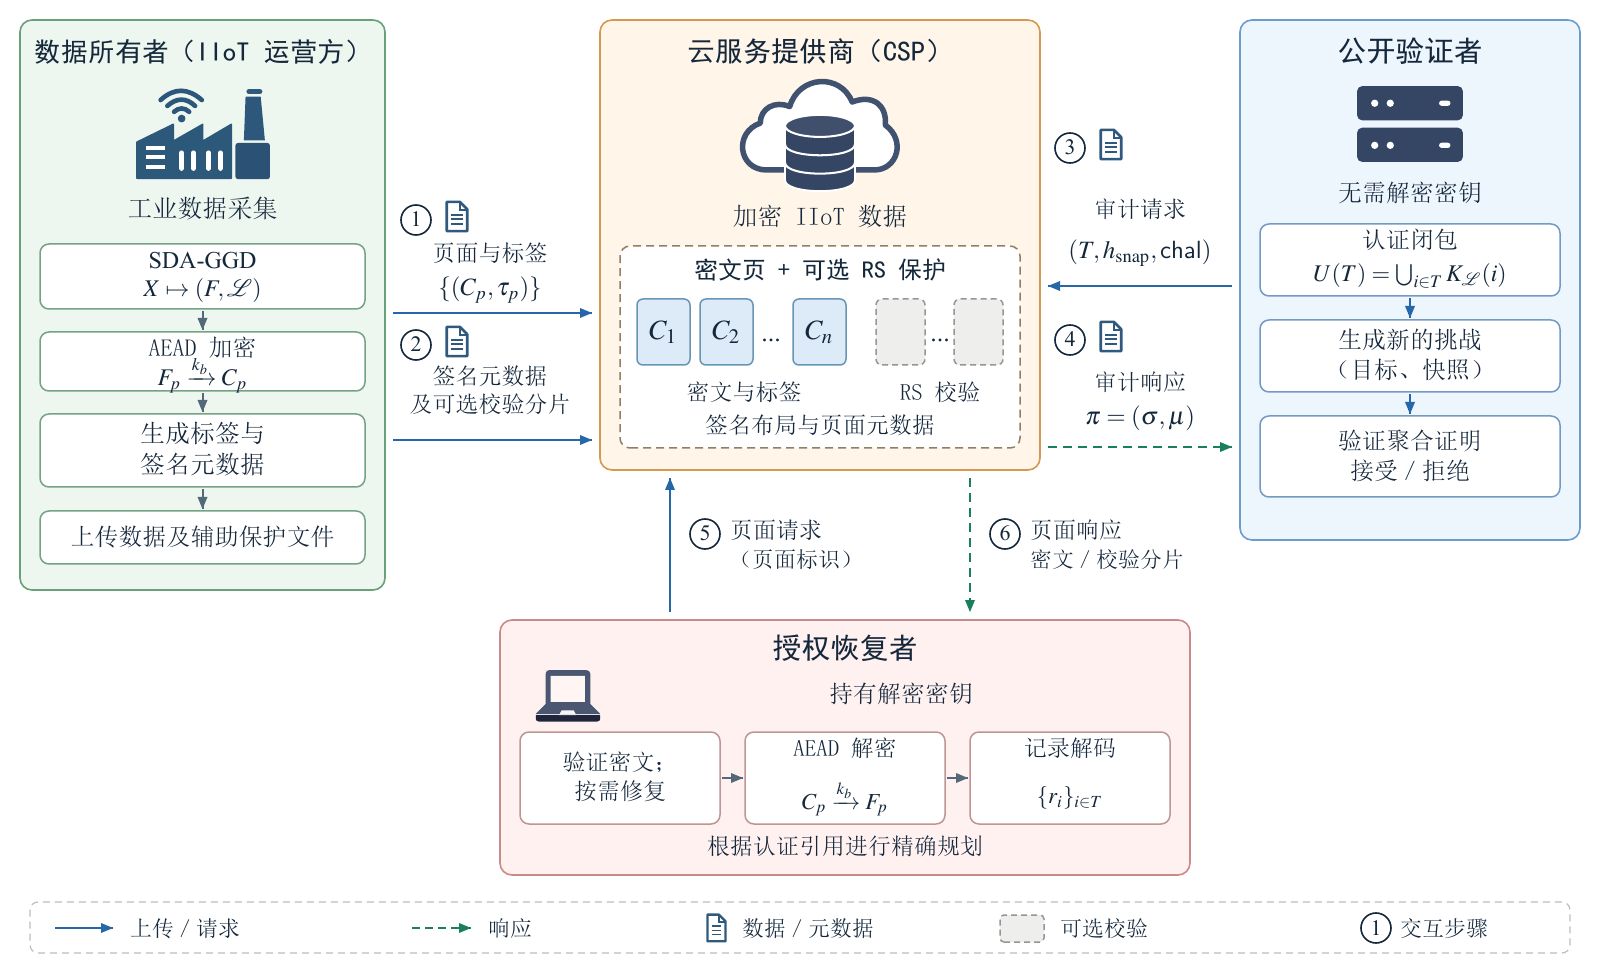 数据所有者（IIoT 运营方）
工业数据采集
SDA-GGD
X ↦ (F, ℒ)
AEAD 加密
F_p →^{k_b} C_p
生成标签与
签名元数据
上传数据及辅助保护文件
①
页面与标签
{(C_p, τ_p)}
②
签名元数据
及可选校验分片
云服务提供商（CSP）
加密 IIoT 数据
密文页 + 可选 RS 保护
C_1 C_2 ... C_n ...
密文与标签 RS 校验
签名布局与页面元数据
③
审计请求
(T, h_snap, chal)
④
审计响应
π = (σ, μ)
公开验证者
无需解密密钥
认证闭包
U(T) = ⋃_{i∈T} K_ℒ(i)
生成新的挑战
（目标、快照）
验证聚合证明
接受 / 拒绝
⑤ 页面请求
（页面标识）
⑥ 页面响应
密文 / 校验分片
授权恢复者
持有解密密钥
验证密文；
按需修复
AEAD 解密
C_p →^{k_b} F_p
记录解码
{r_i}_{i∈T}
根据认证引用进行精确规划
上传 / 请求 响应 数据 / 元数据 可选校验 ① 交互步骤